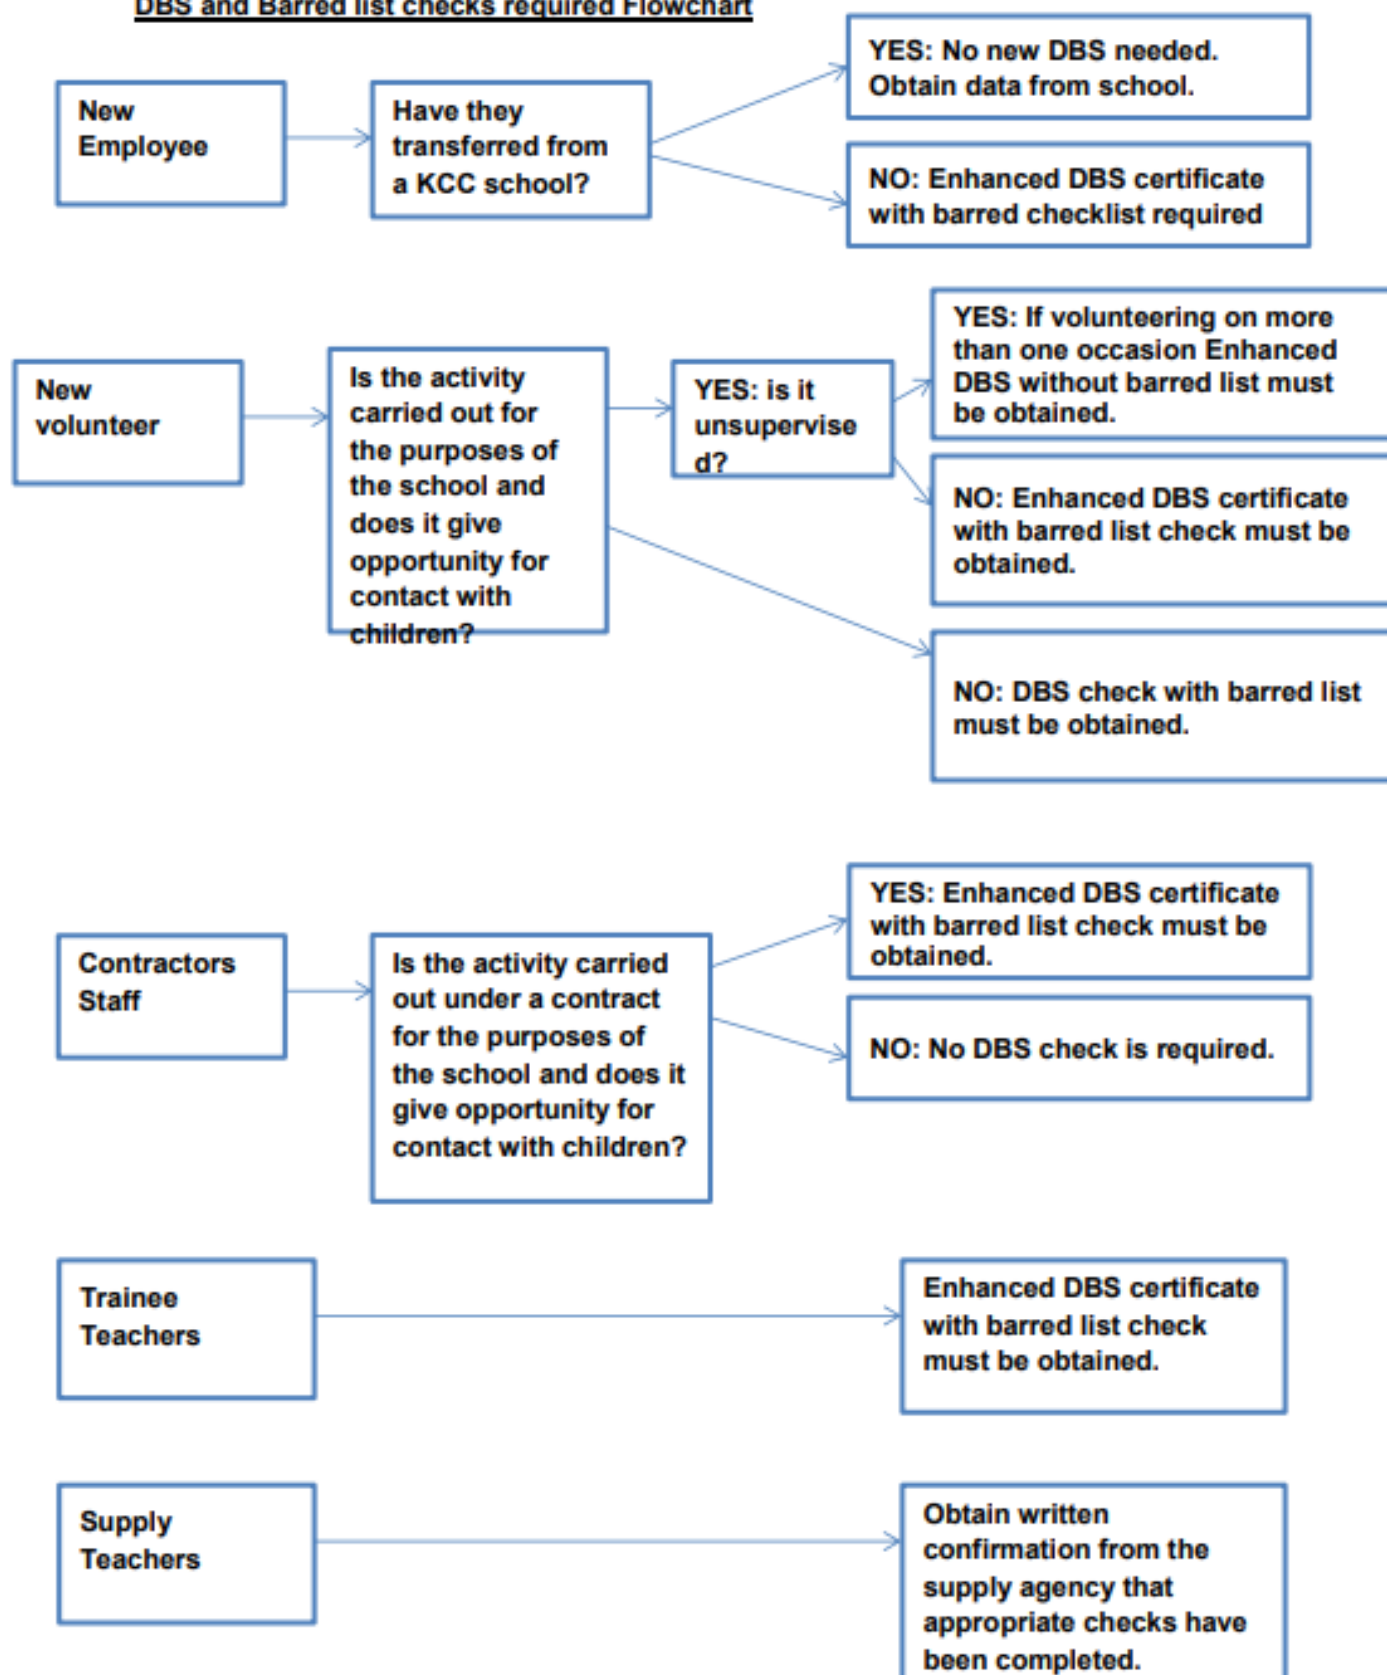 DBS and Barred list checks required Flowchart
New
Employee
Have they
transferred from
a KCC school?
YES: No new DBS needed.
Obtain data from school.
NO: Enhanced DBS certificate
with barred checklist required
New
volunteer
Is the activity
carried out for
the purposes of
the school and
does it give
opportunity for
contact with
children?
YES: is it
unsupervise
d?
YES: If volunteering on more
than one occasion Enhanced
DBS without barred list must
be obtained.
NO: Enhanced DBS certificate
with barred list check must be
obtained.
NO: DBS check with barred list
must be obtained.
Contractors
Staff
Is the activity carried
out under a contract
for the purposes of
the school and does it
give opportunity for
contact with children?
YES: Enhanced DBS certificate
with barred list check must be
obtained.
NO: No DBS check is required.
Trainee
Teachers
Enhanced DBS certificate
with barred list check
must be obtained.
Supply
Teachers
Obtain written
confirmation from the
supply agency that
appropriate checks have
been completed.